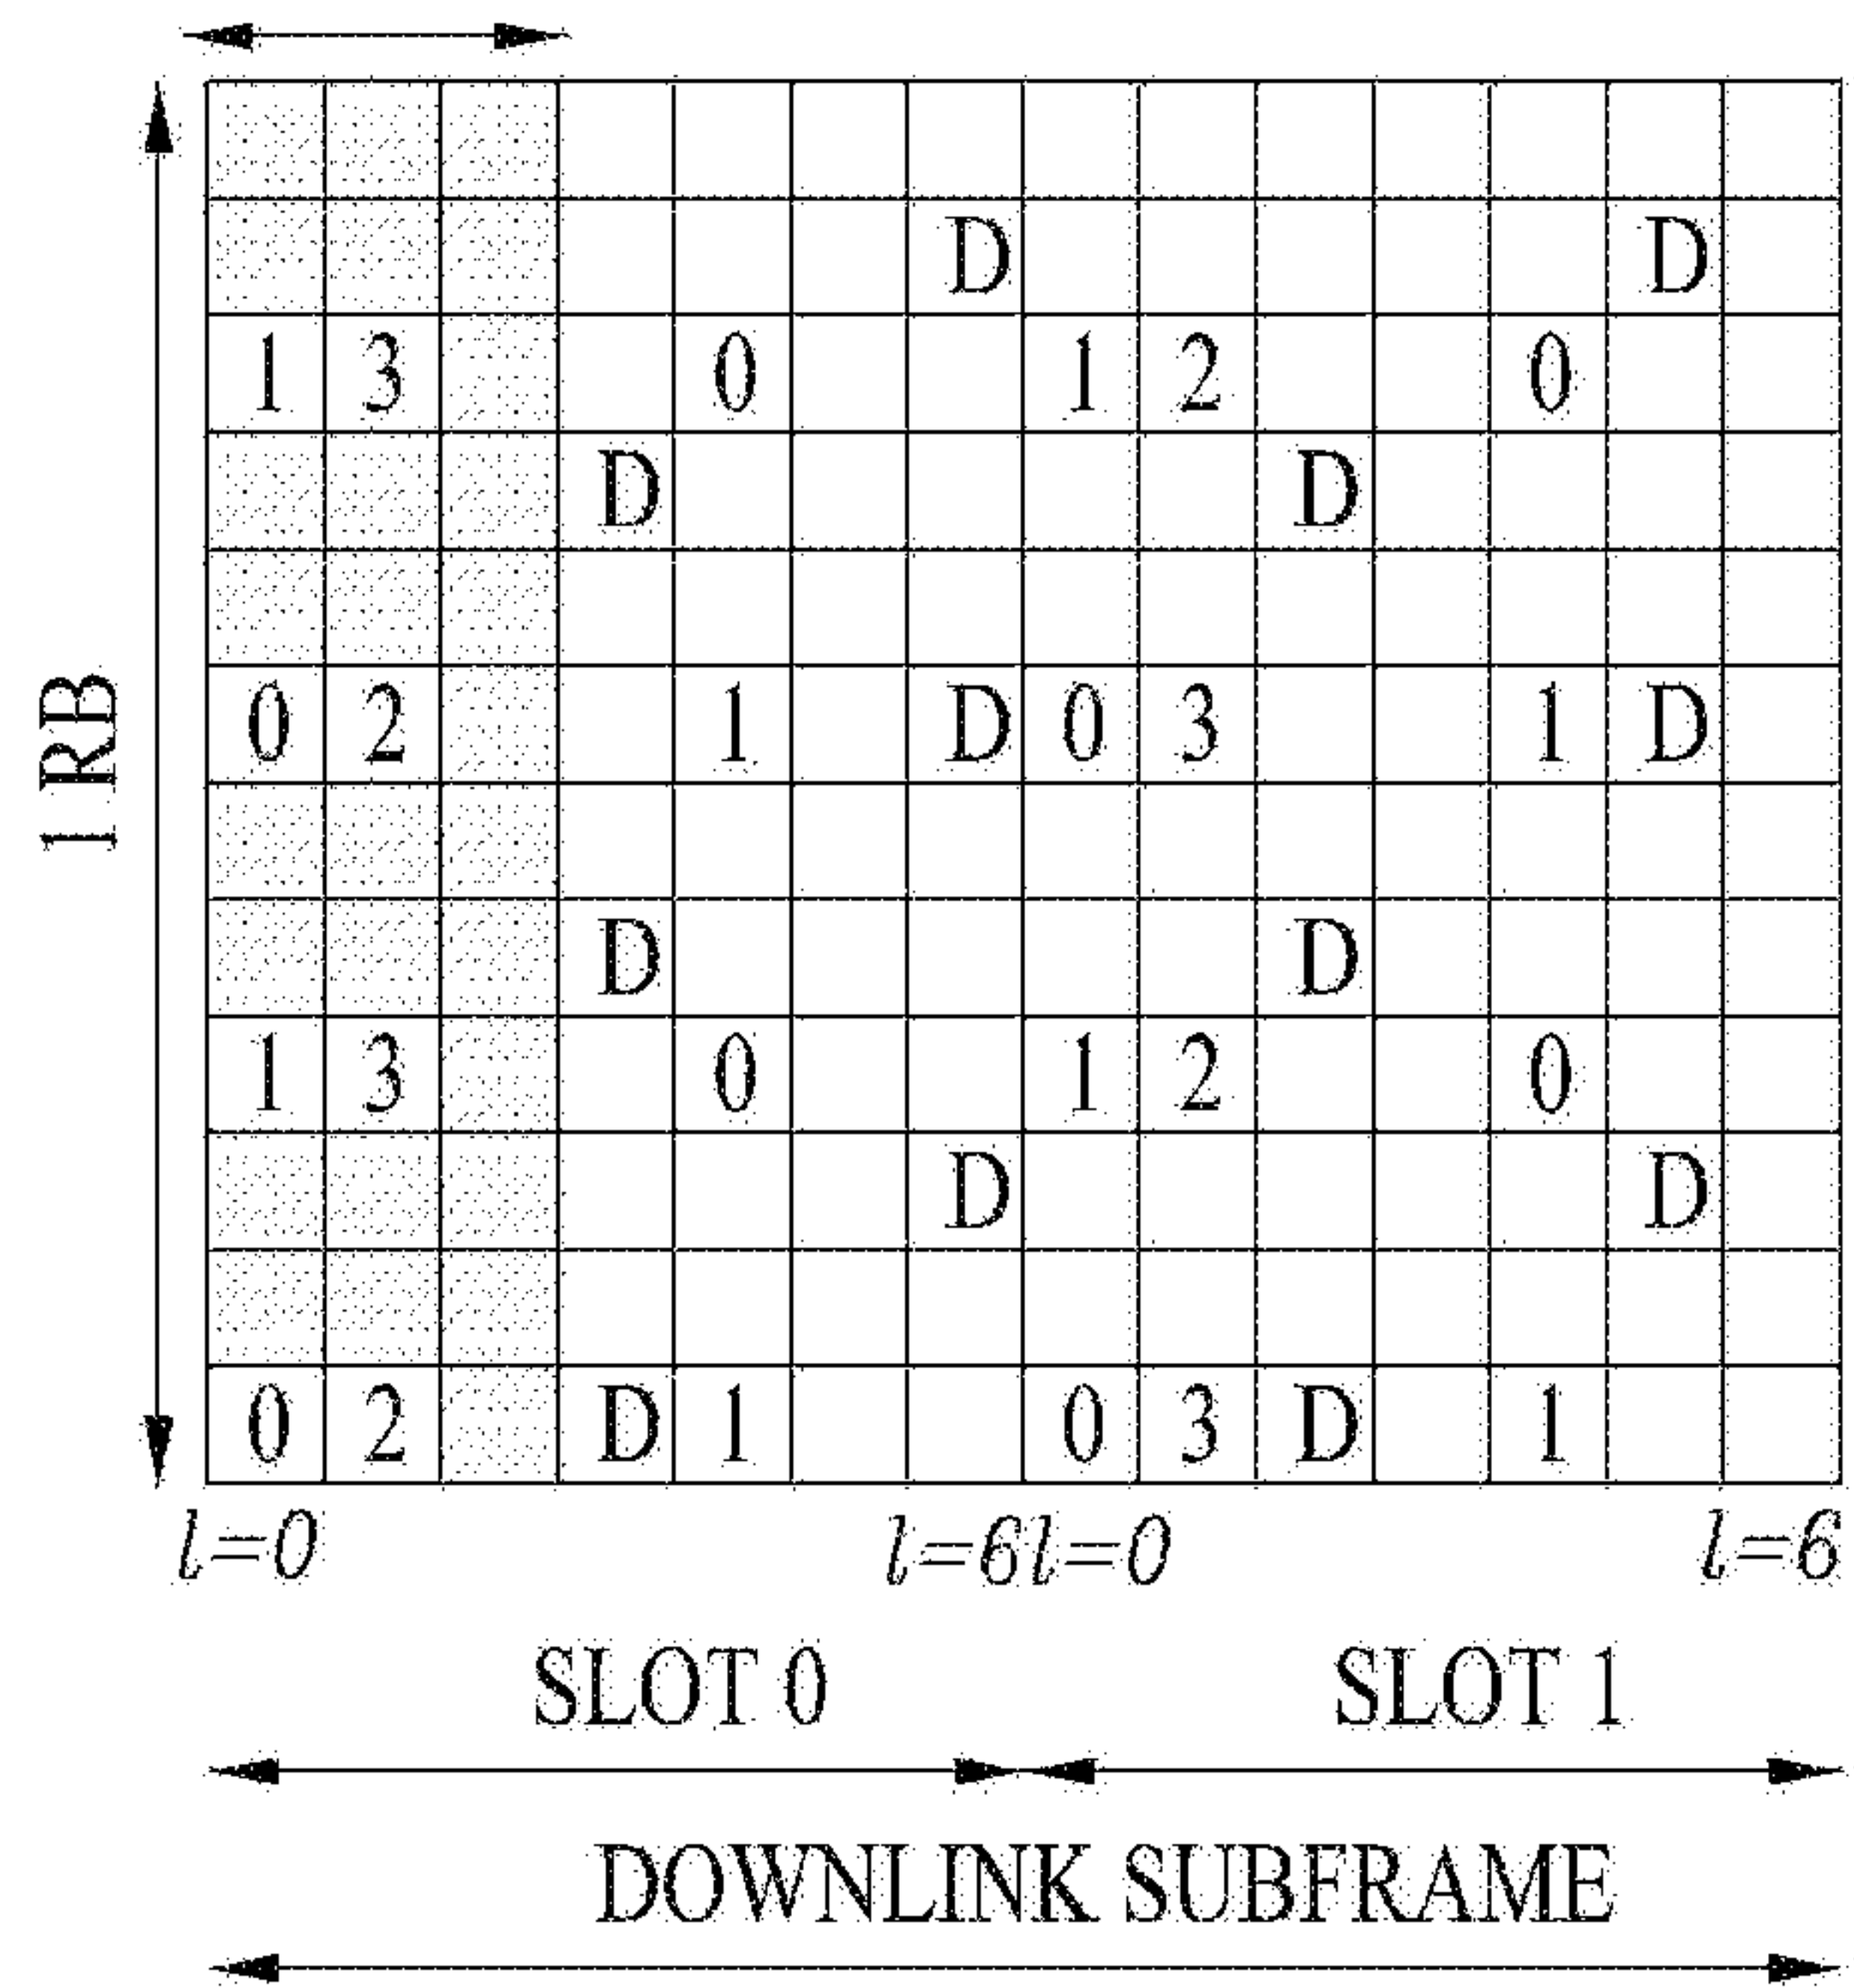 D D
1 3 0 1 2 0
D D
1 RB
0 2 1 D 0 3 1 D
D D
1 3 0 1 2 0
D D
0 2 D 1 0 3 D 1
l=0 l=6 l=0 l=6
SLOT 0 SLOT 1
DOWNLINK SUBFRAME